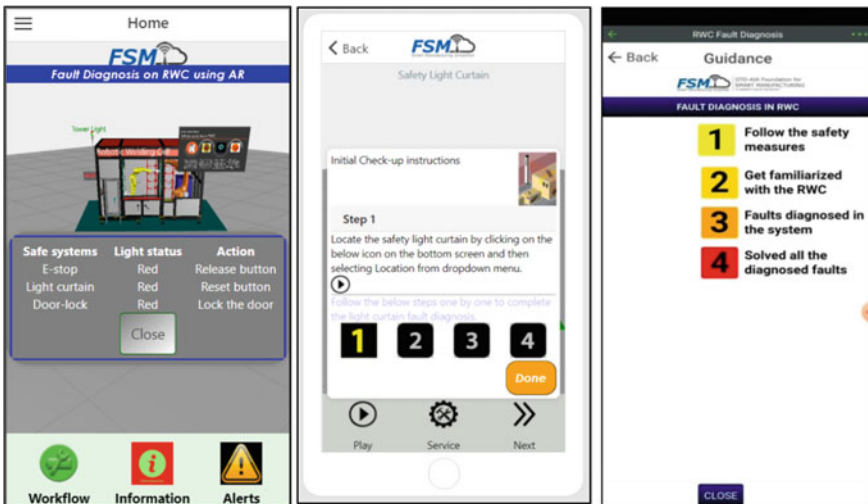 Home
FSM
Fault Diagnosis on RWC using AR
Tower Light
Safe systems Light status Action
E-stop Red Release button
Light curtain Red Reset button
Door-lock Red Lock the door
Close
Workflow Information Alerts
Back
FSM
Safety Light Curtain
Initial Check-up instructions
Step 1
Locate the safety light curtain by clicking on the
below icon on the bottom screen and then
selecting Location from dropdown menu.
Follow the below steps one by one to complete
the light curtain fault diagnosis.
1 2 3 4
Done
Play Service Next
RWC Fault Diagnosis
Back Guidance
FSM
SMART MANUFACTURING
FAULT DIAGNOSIS IN RWC
1 Follow the safety
measures
2 Get familiarized
with the RWC
3 Faults diagnosed in
the system
4 Solved all the
diagnosed faults
CLOSE